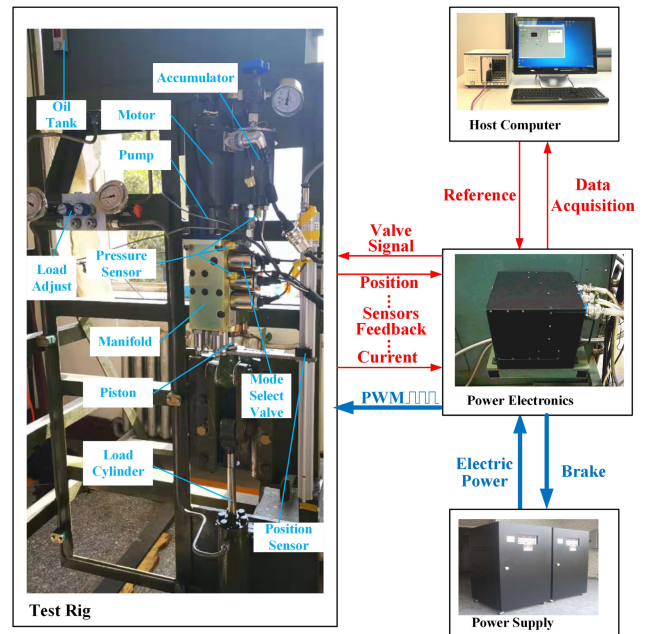 Accumulator
Oil
Tank
Motor
Pump
Load
Adjust
Pressure
Sensor
Manifold
Piston
Mode
Select
Valve
Load
Cylinder
Position
Sensor
Test Rig
Host Computer
Reference
Data
Acquisition
Valve
Signal
Position
Sensors
Feedback
Current
PWM
Power Electronics
Electric
Power
Brake
Power Supply